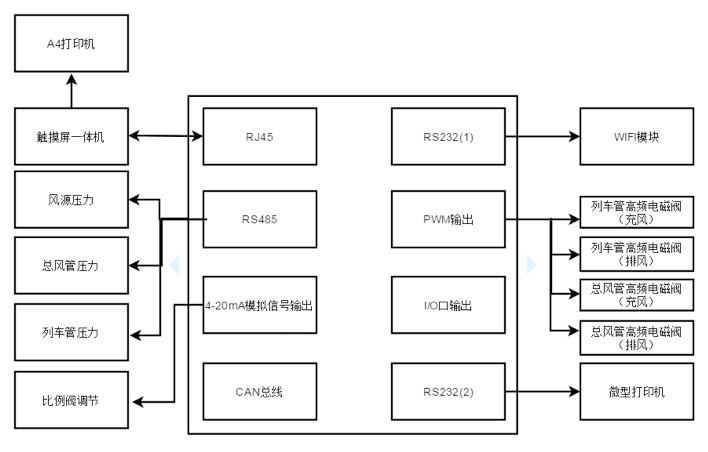 A4打印机
触摸屏一体机
风源压力
总风管压力
列车管压力
比例阀调节
RJ45
RS485
4-20mA模拟信号输出
CAN总线
RS232(1)
PWM输出
I/O口输出
RS232(2)
WIFI模块
列车管高频电磁阀
（充风）
列车管高频电磁阀
（排风）
总风管高频电磁阀
（充风）
总风管高频电磁阀
（排风）
微型打印机